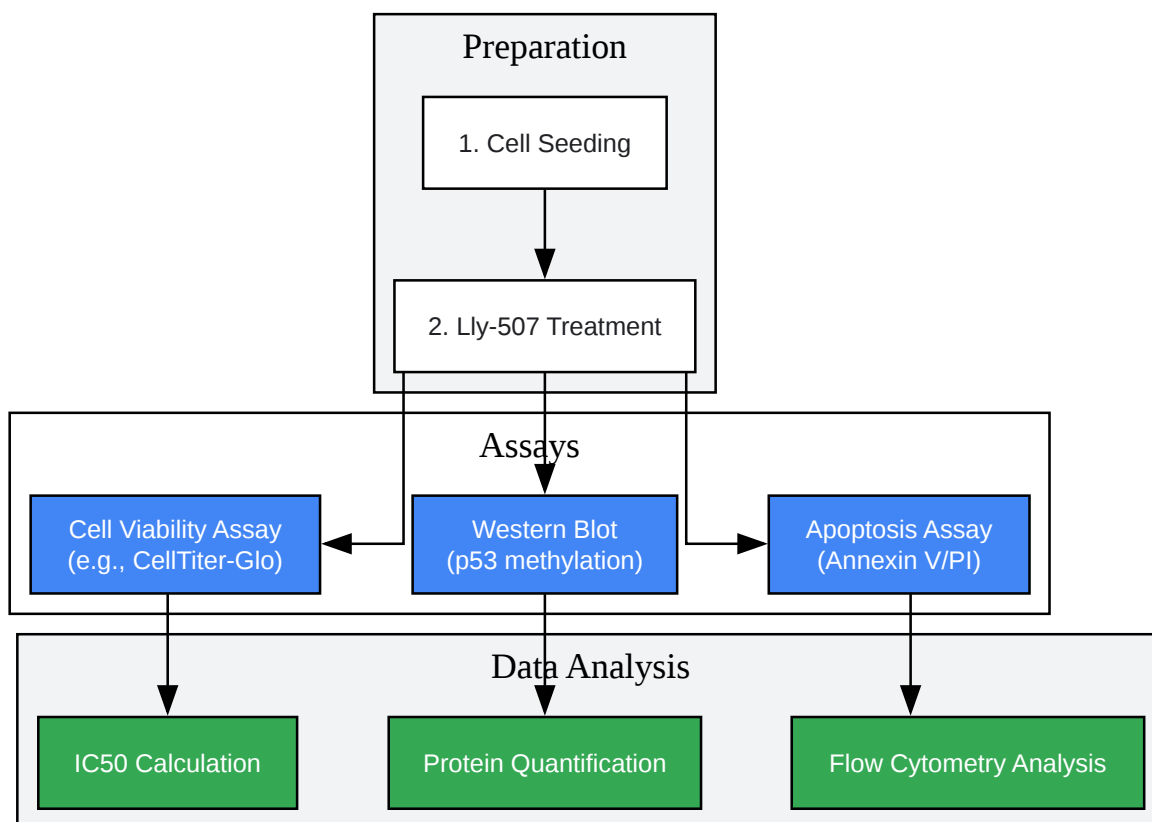 Preparation
1. Cell Seeding
2. Lly-507 Treatment
Assays
Cell Viability Assay
(e.g., CellTiter-Glo)
Western Blot
(p53 methylation)
Apoptosis Assay
(Annexin V/PI)
Data Analysis
IC50 Calculation
Protein Quantification
Flow Cytometry Analysis